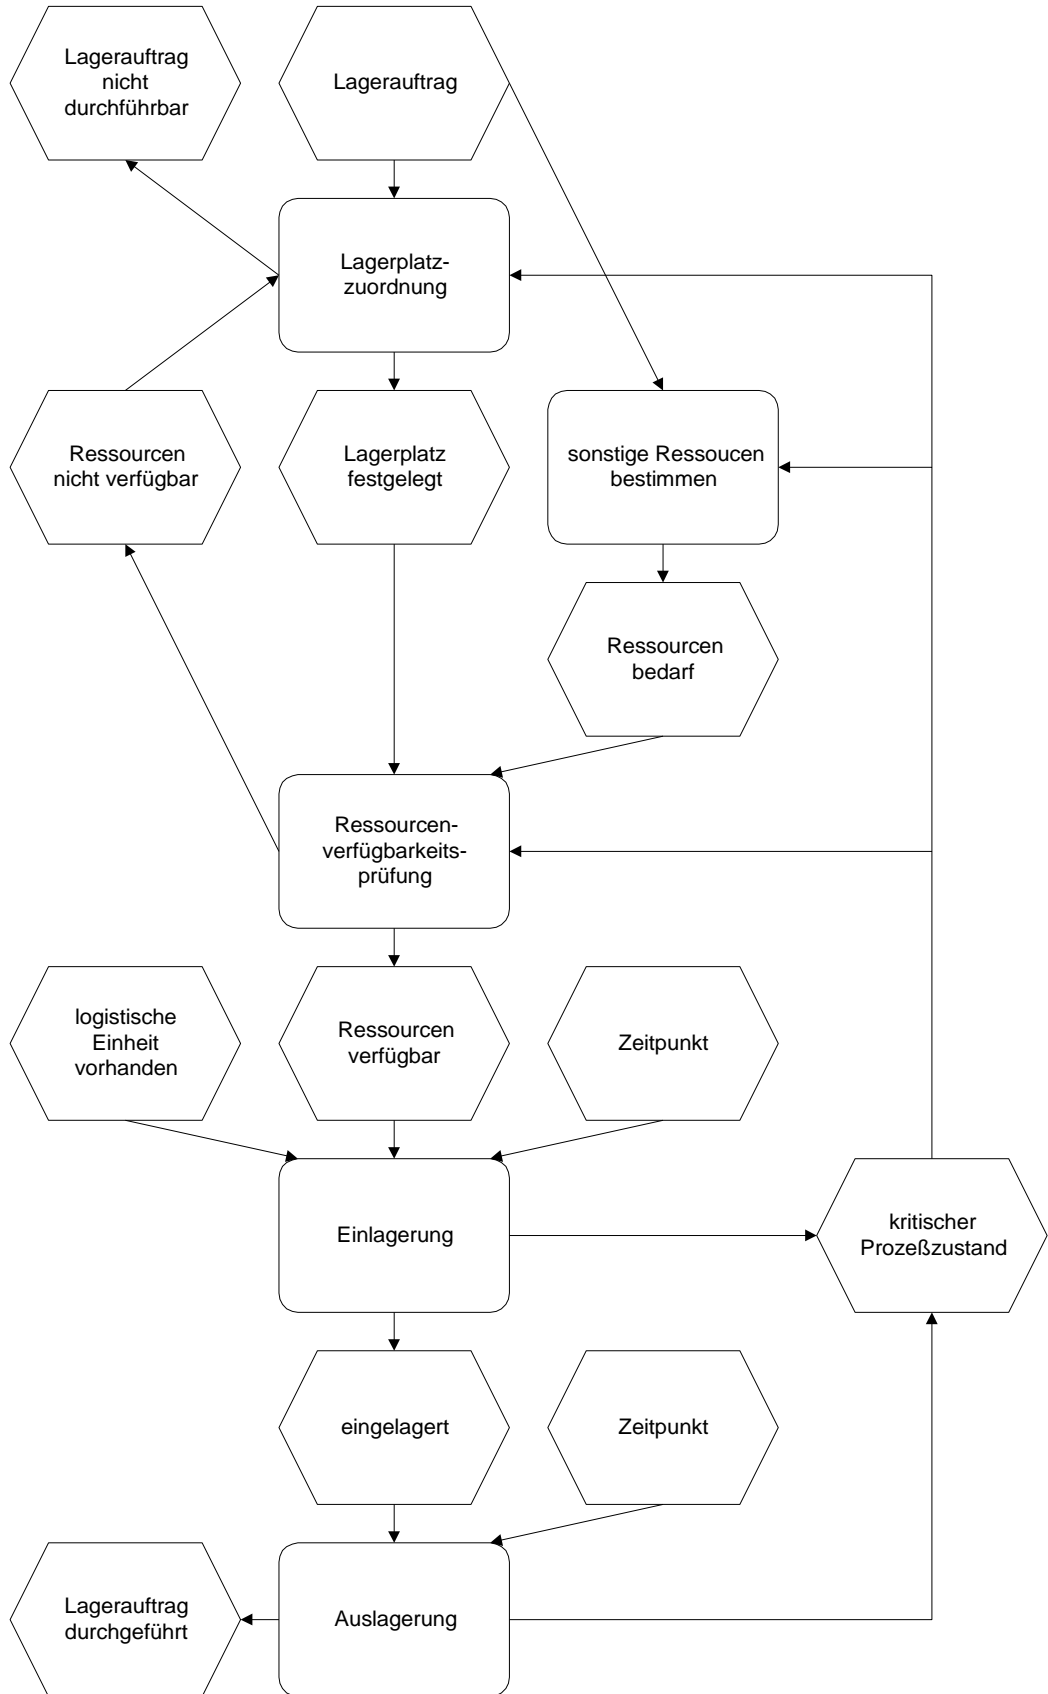 Lagerauftrag
nicht
durchführbar
Lagerauftrag
Lagerplatz-
zuordnung
Ressourcen
nicht verfügbar
Lagerplatz
festgelegt
sonstige Ressoucen
bestimmen
Ressourcen
bedarf
Ressourcen-
verfügbarkeits-
prüfung
logistische
Einheit
vorhanden
Ressourcen
verfügbar
Zeitpunkt
Einlagerung
kritischer
Prozeßzustand
eingelagert
Zeitpunkt
Lagerauftrag
durchgeführt
Auslagerung